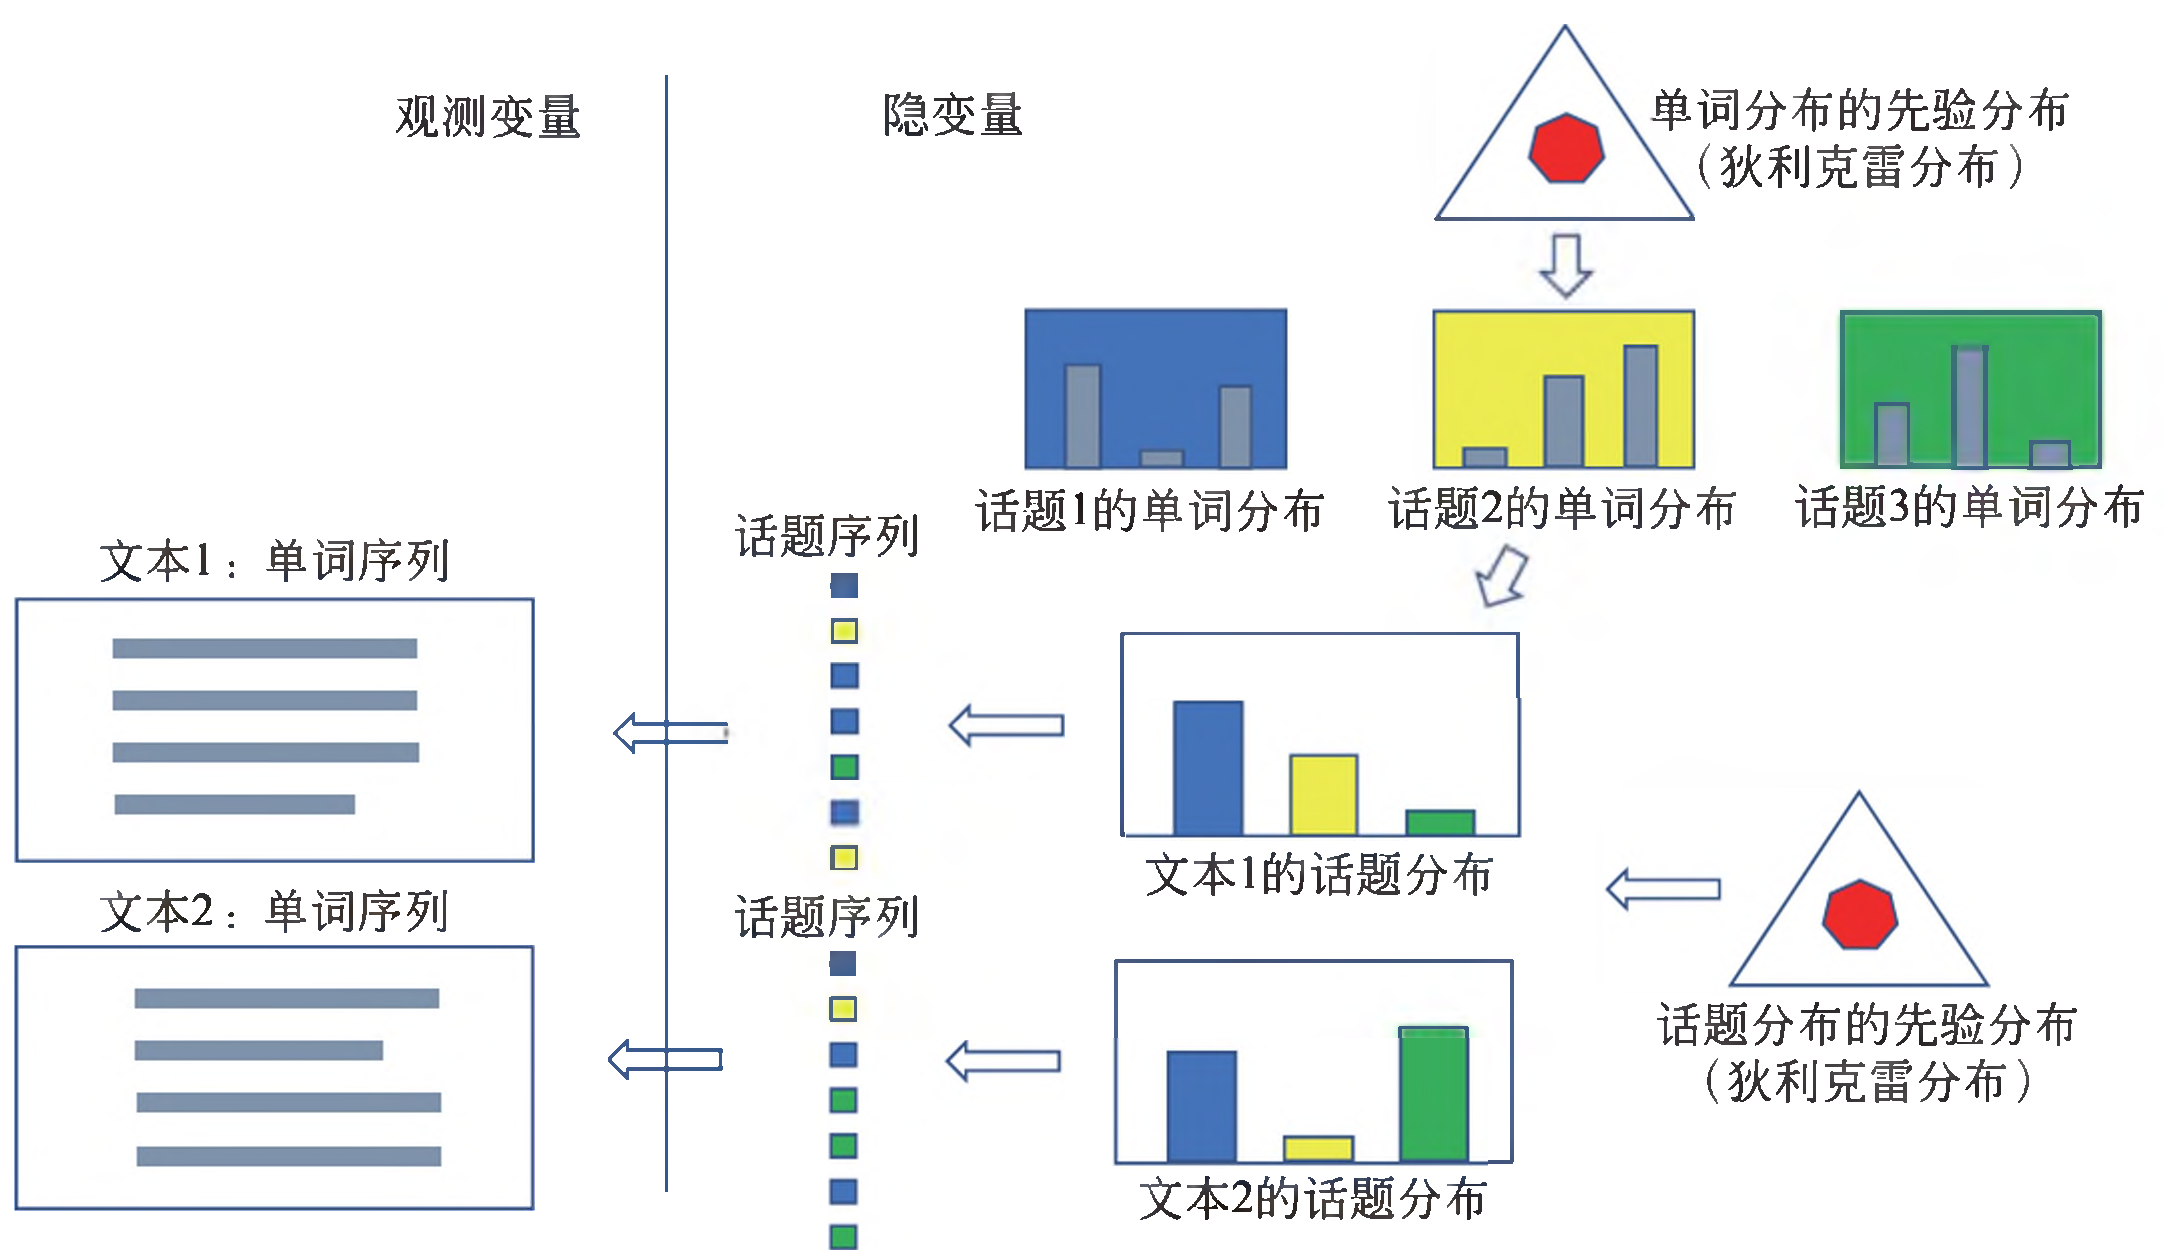 观测变量
隐变量
单词分布的先验分布
（狄利克雷分布）
话题1的单词分布
话题2的单词分布
话题3的单词分布
话题序列
文本1：单词序列
文本1的话题分布
文本2：单词序列
话题序列
话题分布的先验分布
（狄利克雷分布）
文本2的话题分布